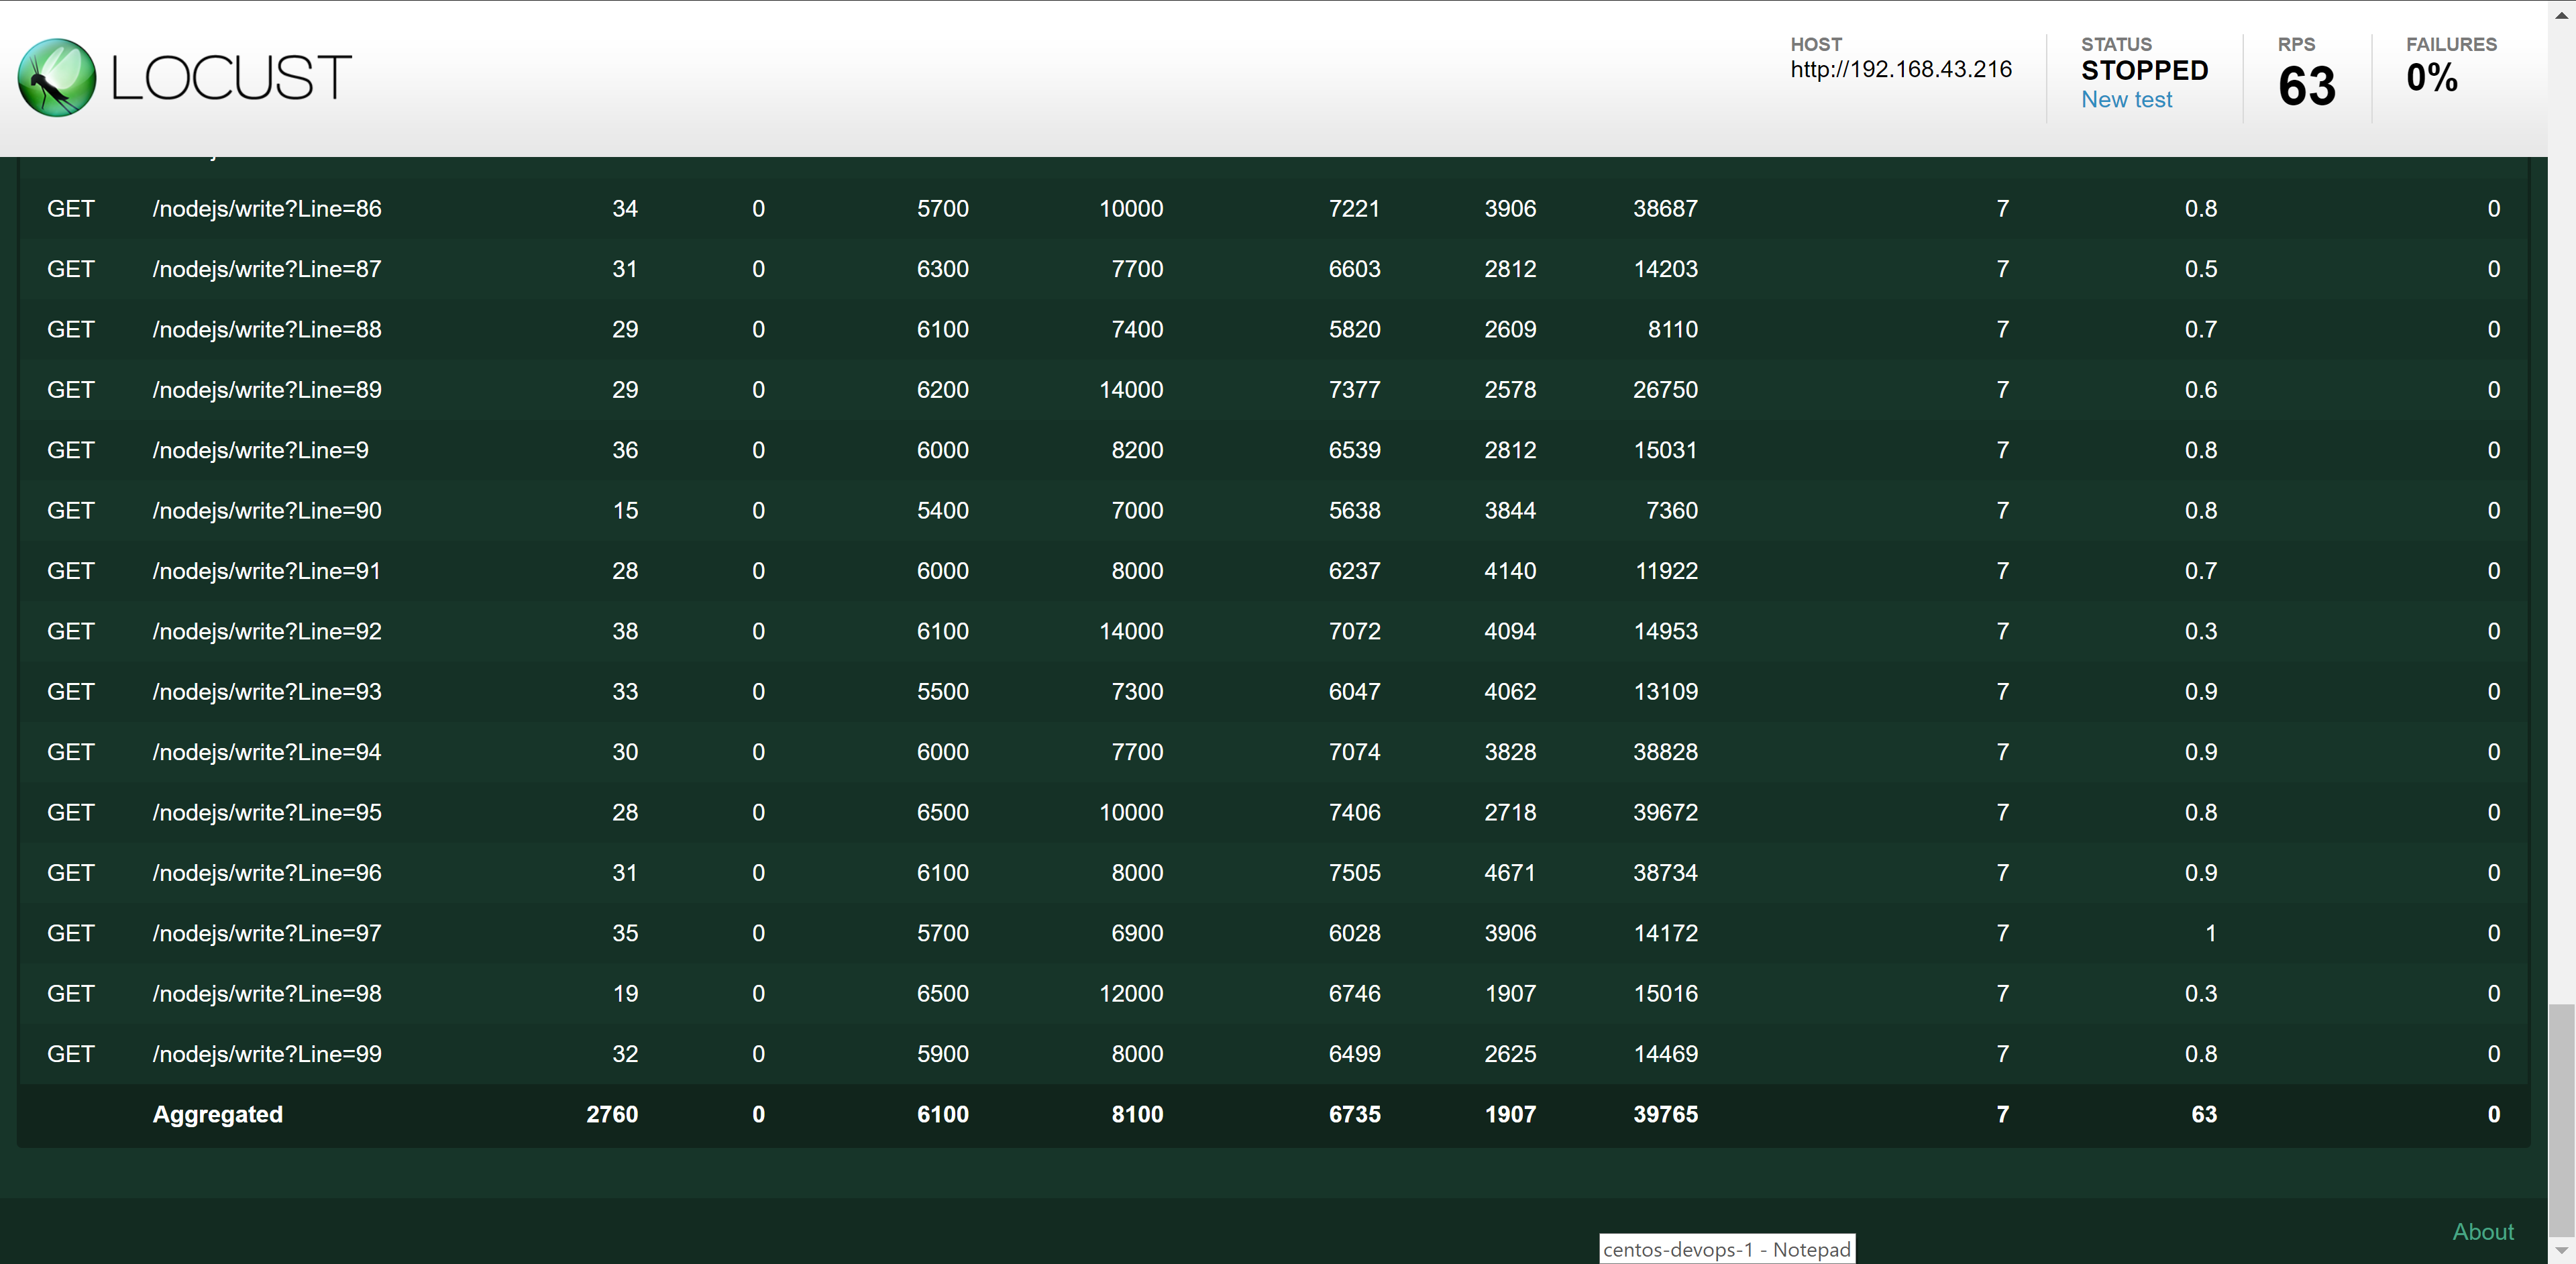 LOCUST
HOST
http://192.168.43.216
STATUS
STOPPED
New test
RPS
63
FAILURES
0%
GET /nodejs/write?Line=86 34 0 5700 10000 7221 3906 38687 7 0.8 0
GET /nodejs/write?Line=87 31 0 6300 7700 6603 2812 14203 7 0.5 0
GET /nodejs/write?Line=88 29 0 6100 7400 5820 2609 8110 7 0.7 0
GET /nodejs/write?Line=89 29 0 6200 14000 7377 2578 26750 7 0.6 0
GET /nodejs/write?Line=9 36 0 6000 8200 6539 2812 15031 7 0.8 0
GET /nodejs/write?Line=90 15 0 5400 7000 5638 3844 7360 7 0.8 0
GET /nodejs/write?Line=91 28 0 6000 8000 6237 4140 11922 7 0.7 0
GET /nodejs/write?Line=92 38 0 6100 14000 7072 4094 14953 7 0.3 0
GET /nodejs/write?Line=93 33 0 5500 7300 6047 4062 13109 7 0.9 0
GET /nodejs/write?Line=94 30 0 6000 7700 7074 3828 38828 7 0.9 0
GET /nodejs/write?Line=95 28 0 6500 10000 7406 2718 39672 7 0.8 0
GET /nodejs/write?Line=96 31 0 6100 8000 7505 4671 38734 7 0.9 0
GET /nodejs/write?Line=97 35 0 5700 6900 6028 3906 14172 7 1 0
GET /nodejs/write?Line=98 19 0 6500 12000 6746 1907 15016 7 0.3 0
GET /nodejs/write?Line=99 32 0 5900 8000 6499 2625 14469 7 0.8 0
Aggregated 2760 0 6100 8100 6735 1907 39765 7 63 0
About
centos-devops-1 - Notepad